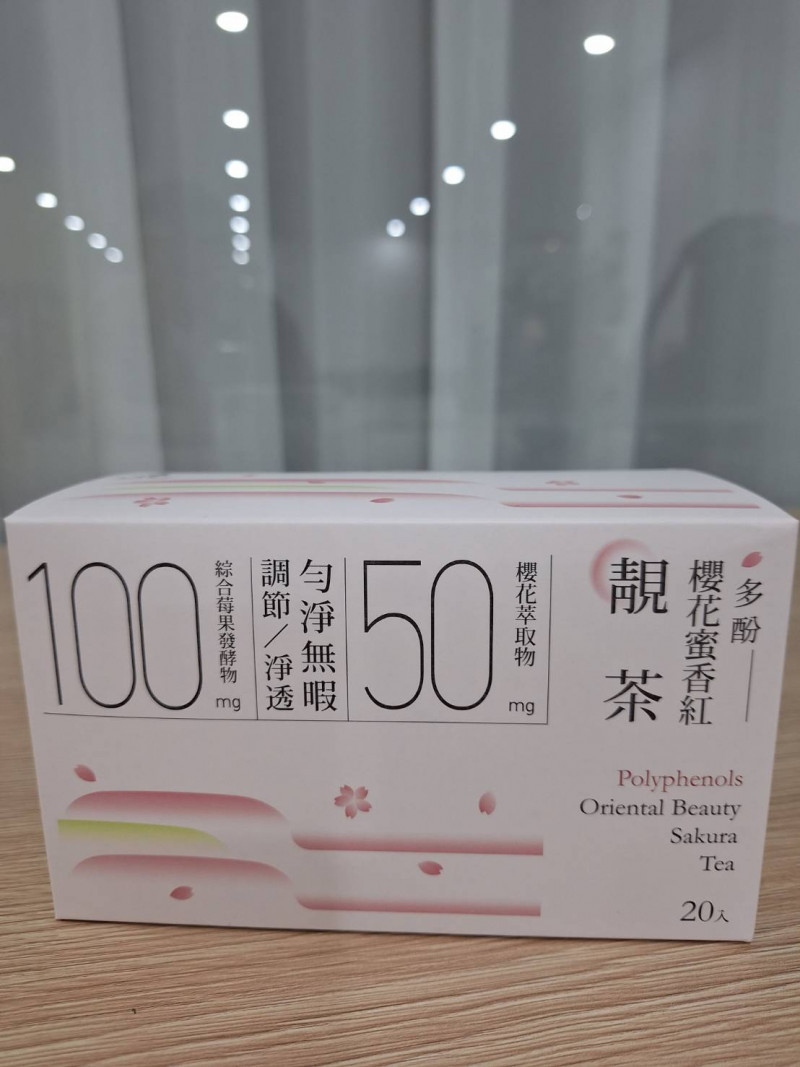 多酚
櫻花蜜香紅
靚茶
櫻花萃取物
50
mg
勻淨無暇
調節/淨透
綜合莓果發酵物
100
mg
Polyphenols
Oriental Beauty
Sakura
Tea
20入